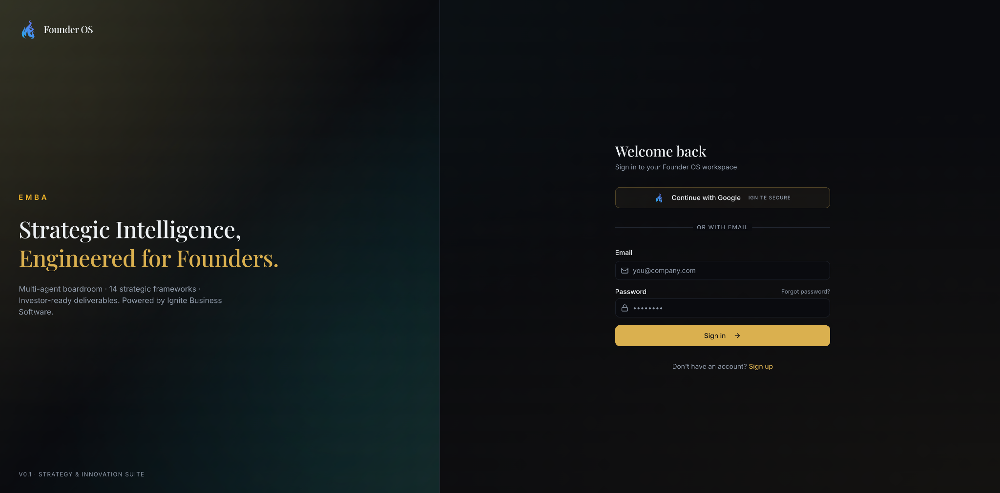 Founder OS
EMBA
Strategic Intelligence,
Engineered for Founders.
Multi-agent boardroom · 14 strategic frameworks ·
Investor-ready deliverables. Powered by Ignite Business
Software.
V0.1 · STRATEGY & INNOVATION SUITE
Welcome back
Sign in to your Founder OS workspace.
Continue with Google IGNITE SECURE
OR WITH EMAIL
Email
you@company.com
Password Forgot password?
••••••••
Sign in →
Don't have an account? Sign up